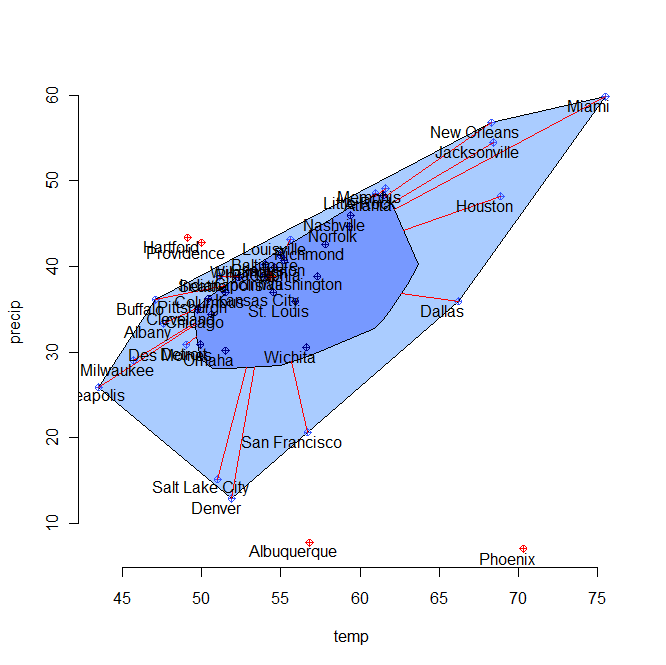 60
Miami
New Orleans
Jacksonville
50
Memphis
Little Rock
Atlanta
Houston
Nashville
Hartford
Norfolk
Providence
Louisville
Richmond
40
Baltimore
Washington
Kansas City
Columbus
Buffalo
Pittsburgh
St. Louis
Dallas
Cleveland
Chicago
Albany
precip
30
Des Moines
Detroit
Omaha
Wichita
Milwaukee
eapolis
San Francisco
20
Salt Lake City
Denver
10
Albuquerque
Phoenix
45 50 55 60 65 70 75
temp